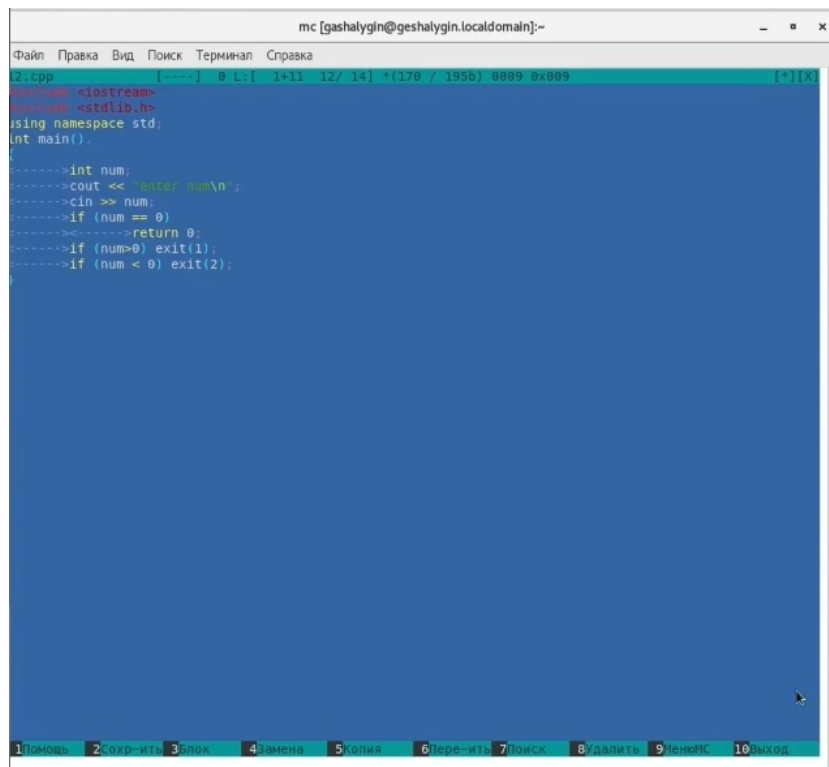 mc [gashalygin@geshalygin.localdomain]:~
Файл Правка Вид Поиск Терминал Справка
12.cpp [----] 0 L:[ 1+11 12/ 14] *(170 / 195b) 0009 0x009 [*][X]
#include <iostream>
#include <stdlib.h>
using namespace std;
int main().
{
<------>int num;
<------>cout << "enter num\n";
<------>cin >> num;
<------>if (num == 0)
<------><------>return 0;
<------>if (num>0) exit(1);
<------>if (num < 0) exit(2);
}
1Помощь 2Сохр~ить 3Блок 4Замена 5Копия 6Пере~ить 7Поиск 8Удалить 9МенюМС 10Выход